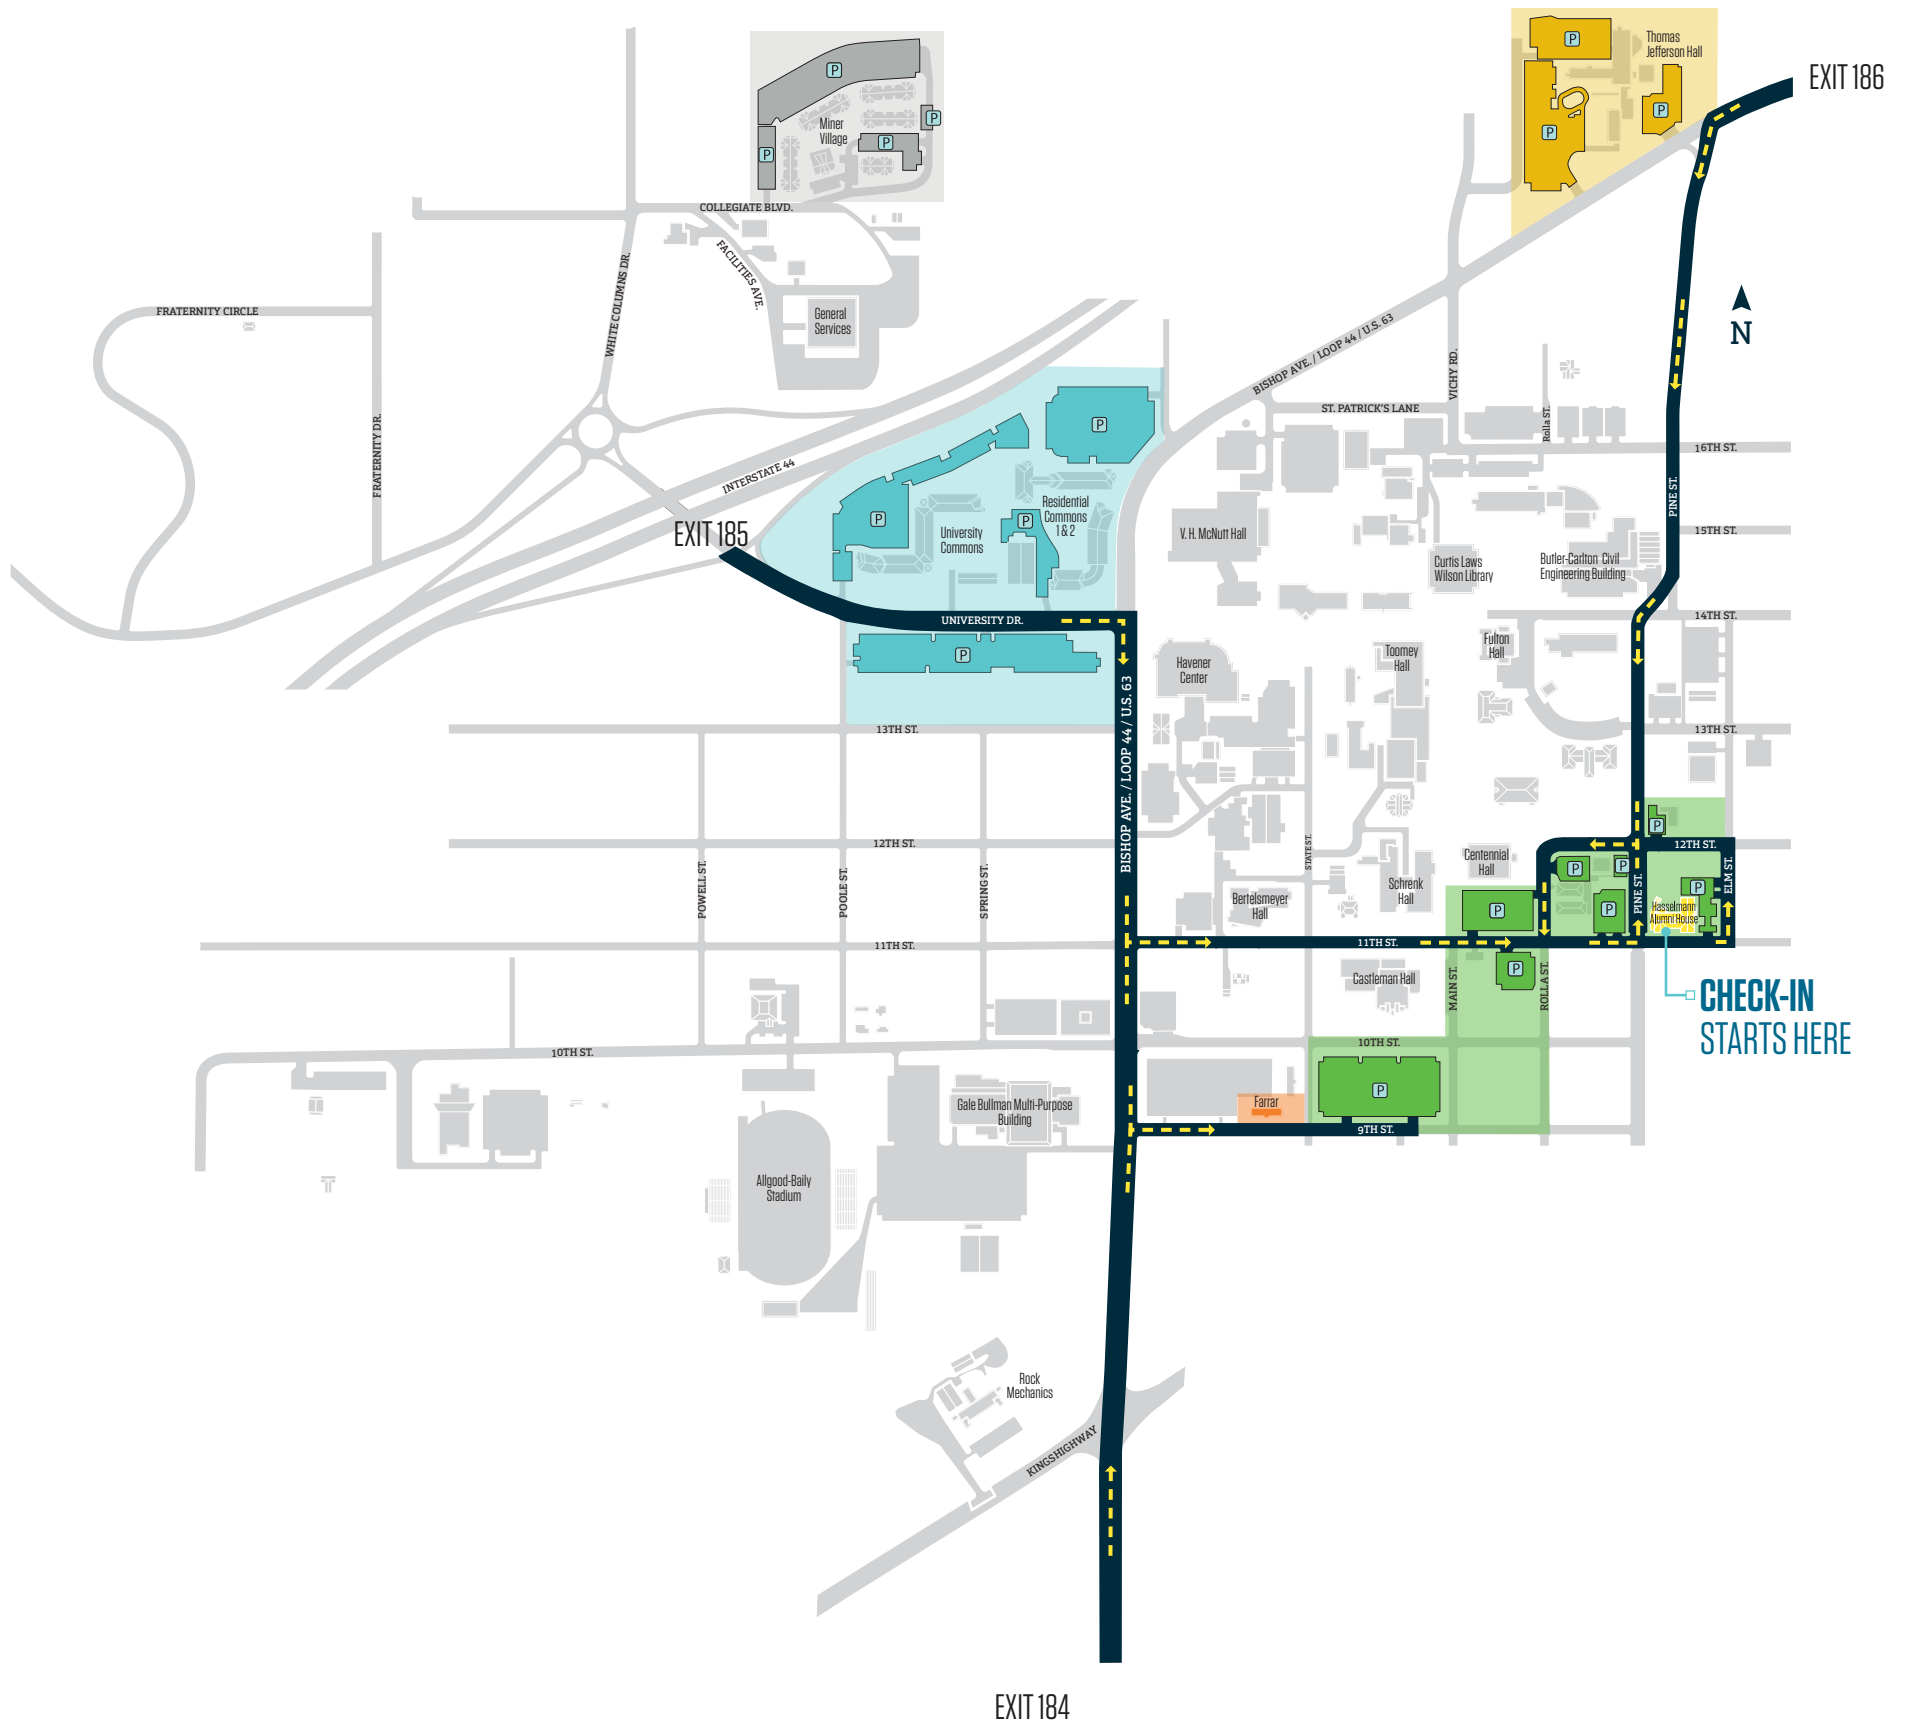 P
Thomas
Jefferson Hall
EXIT 186
P
P
P
Miner
Village
P
P
P
P
COLLEGIATE BLVD.
FACILITIES AVE.
WHITE COLUMNS DR.
FRATERNITY CIRCLE
General
Services
N
BISHOP AVE. / LOOP 44 / U.S. 63
VICHY RD.
ST. PATRICK'S LANE
Rolla ST.
16TH ST.
FRATERNITY DR.
INTERSTATE 44
P
PINE ST.
EXIT 185
P
University
Commons
P
Residential
Commons
1 & 2
V. H. McNutt Hall
Curtis Laws
Wilson Library
Butler-Carlton Civil
Engineering Building
15TH ST.
UNIVERSITY DR.
14TH ST.
P
Havener
Center
Toomey
Hall
Fulton
Hall
BISHOP AVE. / LOOP 44 / U.S. 63
13TH ST.
13TH ST.
P
12TH ST.
12TH ST.
STATE ST.
Centennial
Hall
P
P
PINE ST.
ELM ST.
P
POWELL ST.
POOLE ST.
SPRING ST.
Bertelsmeyer
Hall
Schrenk
Hall
P
P
Hasselmann
Alumni House
11TH ST.
11TH ST.
P
Castleman Hall
MAIN ST.
ROLLA ST.
CHECK-IN
STARTS HERE
10TH ST.
10TH ST.
P
Gale Bullman Multi-Purpose
Building
Farrar
9TH ST.
Allgood-Baily
Stadium
Rock
Mechanics
KINGSHIGHWAY
EXIT 184